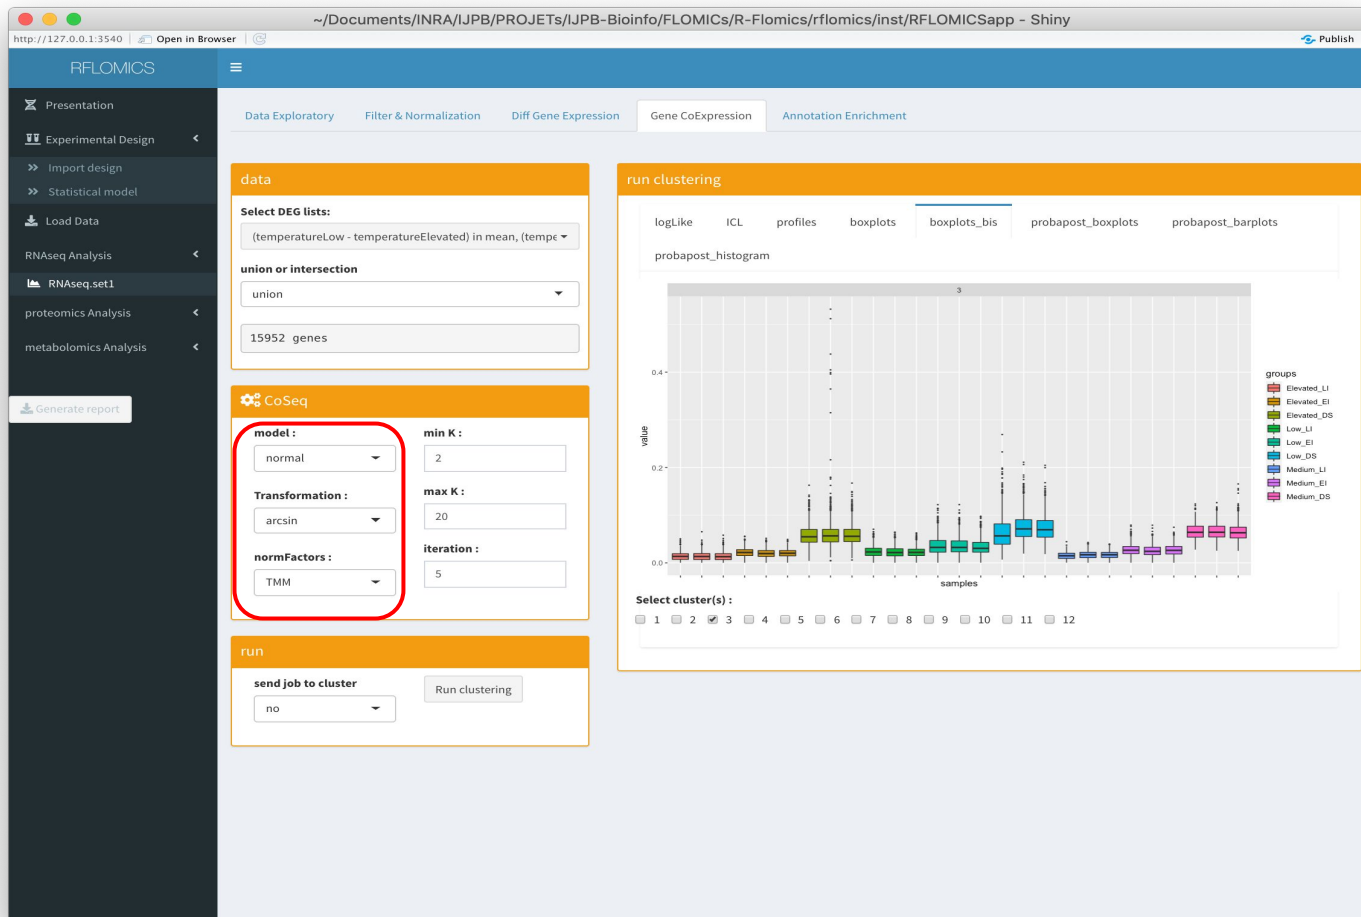 ~/Documents/INRA/IJPB/PROJETs/IJPB-Bioinfo/FLOMICs/R-Flomics/rflomics/inst/RFLOMICSapp - Shiny
http://127.0.0.1:3540 Open in Browser Publish
RFLOMICS
Presentation
Experimental Design
Import design
Statistical model
Load Data
RNAseq Analysis
RNAseq.set1
proteomics Analysis
metabolomics Analysis
Generate report
Data Exploratory Filter & Normalization Diff Gene Expression Gene CoExpression Annotation Enrichment
data
Select DEG lists:
(temperatureLow - temperatureElevated) in mean, (tempe
union or intersection
union
15952 genes
CoSeq
model :
normal
Transformation :
arcsin
normFactors :
TMM
min K :
2
max K :
20
iteration :
5
run
send job to cluster
no
Run clustering
run clustering
logLike ICL profiles boxplots boxplots_bis probapost_boxplots probapost_barplots
probapost_histogram
3
value
0.4
0.2
0.0
samples
groups
Elevated_LI
Elevated_EI
Elevated_DS
Low_LI
Low_EI
Low_DS
Medium_LI
Medium_EI
Medium_DS
Select cluster(s) :
1 2 3 4 5 6 7 8 9 10 11 12